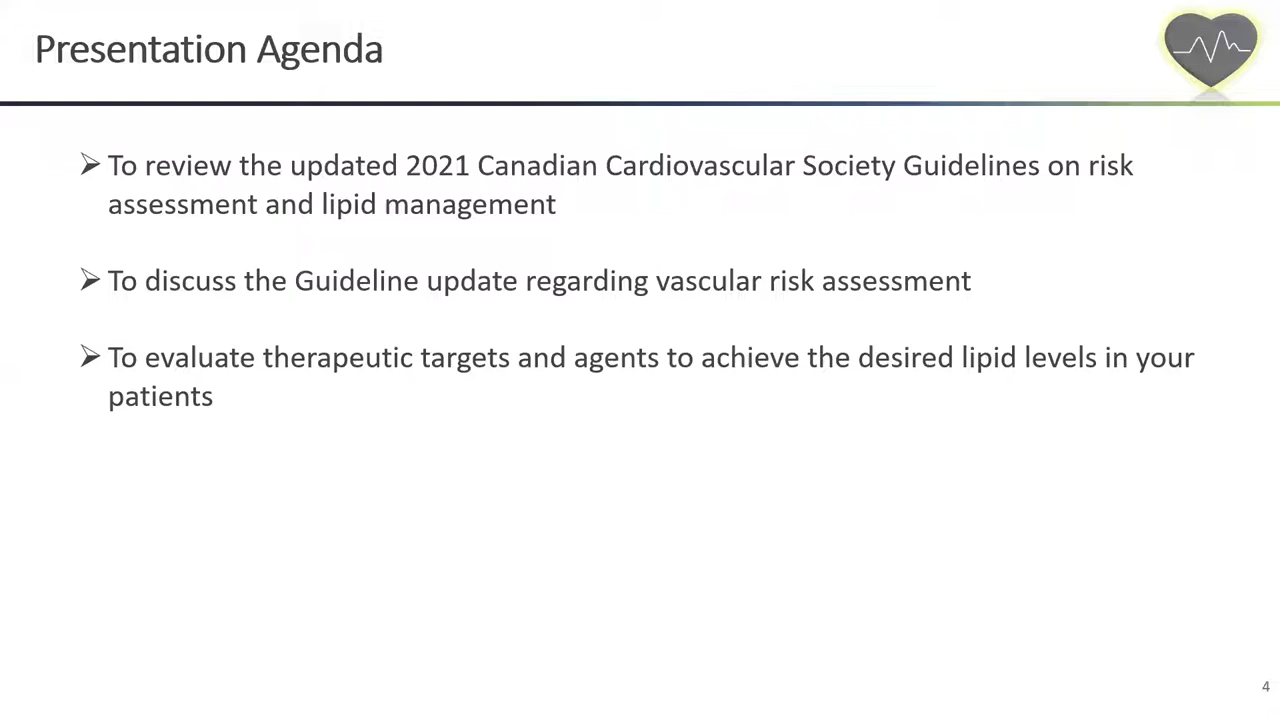 Presentation Agenda
To review the updated 2021 Canadian Cardiovascular Society Guidelines on risk
assessment and lipid management
To discuss the Guideline update regarding vascular risk assessment
To evaluate therapeutic targets and agents to achieve the desired lipid levels in your
patients
4